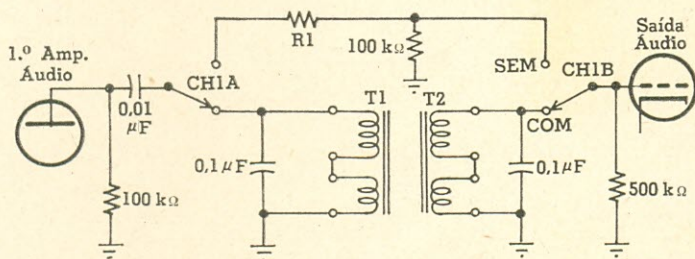 1.º Amp.
Áudio
0,01
µF
100 kΩ
CH1A
R1
100 kΩ
0,1 µF
T1
T2
SEM
COM
CH1B
0,1 µF
Saída
Áudio
500 kΩ